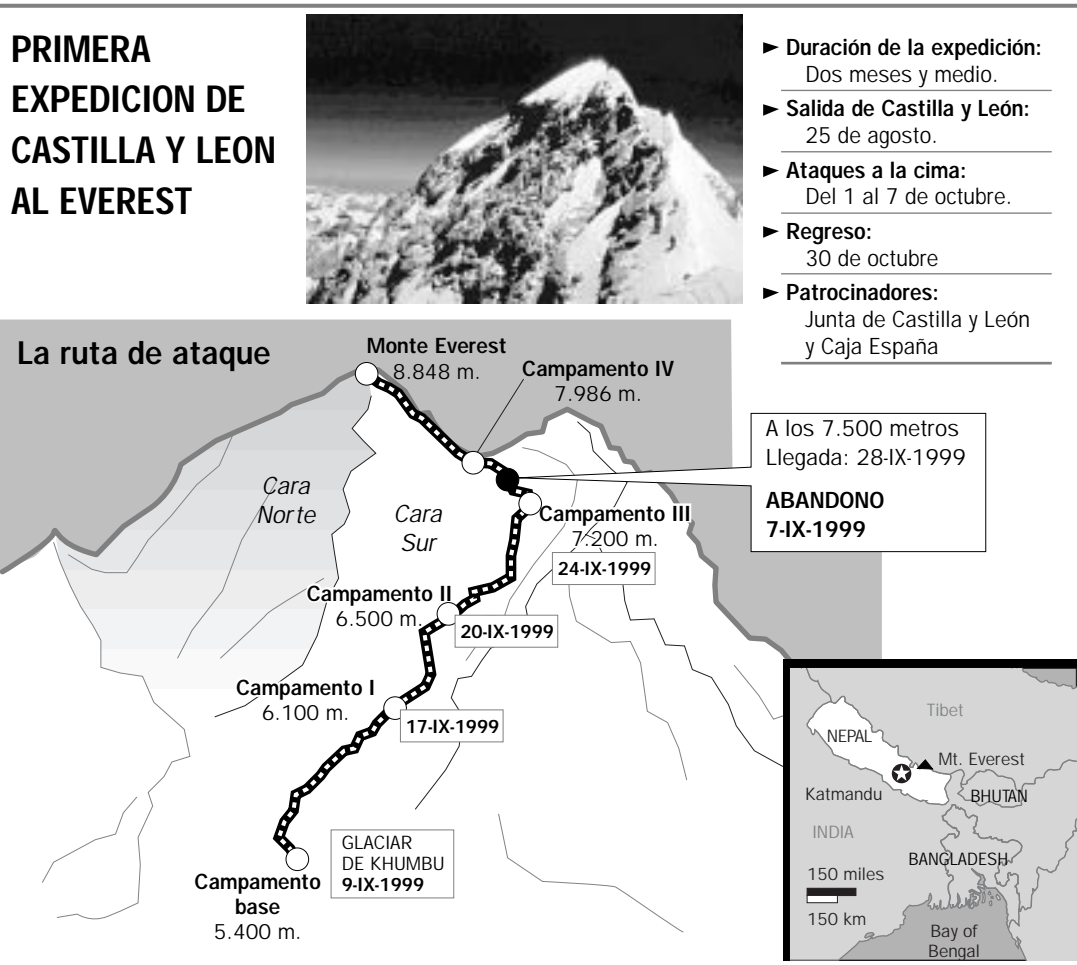 PRIMERA
EXPEDICION DE
CASTILLA Y LEON
AL EVEREST
► Duración de la expedición:
Dos meses y medio.
► Salida de Castilla y León:
25 de agosto.
► Ataques a la cima:
Del 1 al 7 de octubre.
► Regreso:
30 de octubre
► Patrocinadores:
Junta de Castilla y León
y Caja España
La ruta de ataque
Monte Everest
8.848 m.
Campamento IV
7.986 m.
A los 7.500 metros
Llegada: 28-IX-1999
ABANDONO
7-IX-1999
Cara
Norte
Cara
Sur
Campamento III
7.200 m.
24-IX-1999
Campamento II
6.500 m.
20-IX-1999
Campamento I
6.100 m.
17-IX-1999
GLACIAR
DE KHUMBU
9-IX-1999
Campamento
base
5.400 m.
Tibet
NEPAL
Mt. Everest
Katmandu
BHUTAN
INDIA
BANGLADESH
150 miles
150 km
Bay of
Bengal